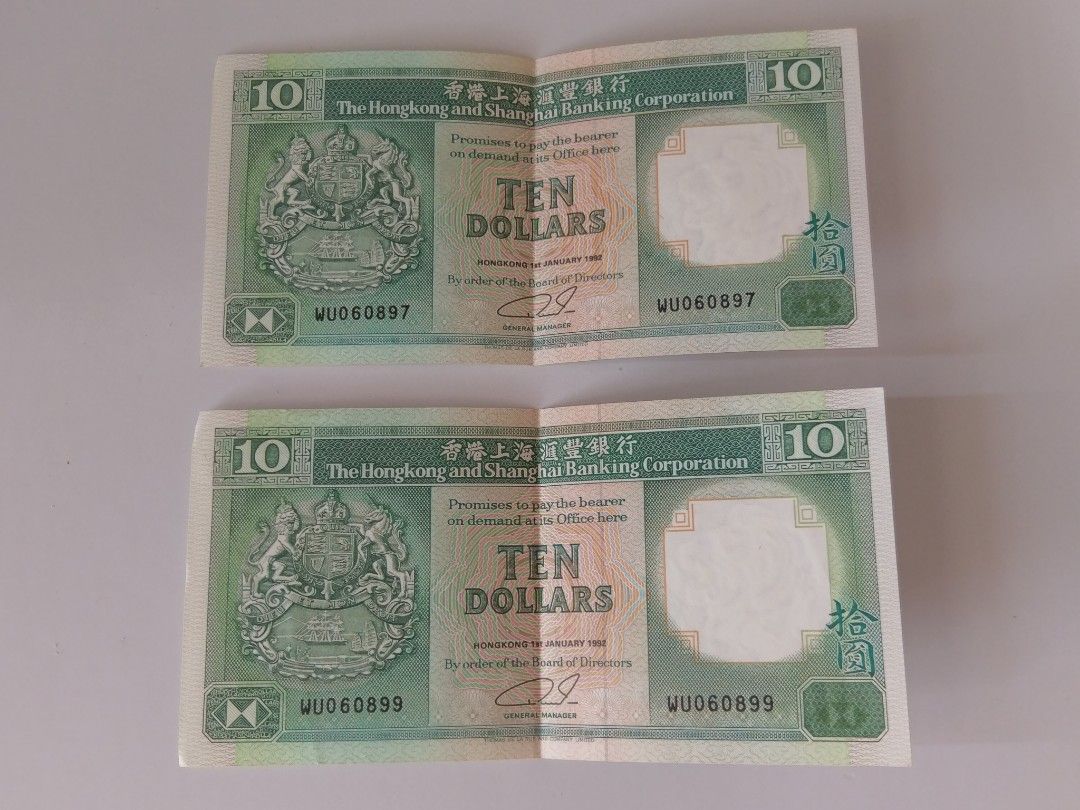 10
香港上海滙豐銀行
10
The Hongkong and Shanghai Banking Corporation
Promises to pay the bearer
on demand at its Office here
TEN
DOLLARS
拾
圓
HONGKONG 1st JANUARY 1992
By order of the Board of Directors
WU060897
WU060897
GENERAL MANAGER
10
香港上海滙豐銀行
10
The Hongkong and Shanghai Banking Corporation
Promises to pay the bearer
on demand at its Office here
TEN
DOLLARS
拾
圓
HONGKONG 1st JANUARY 1992
By order of the Board of Directors
WU060899
WU060899
GENERAL MANAGER